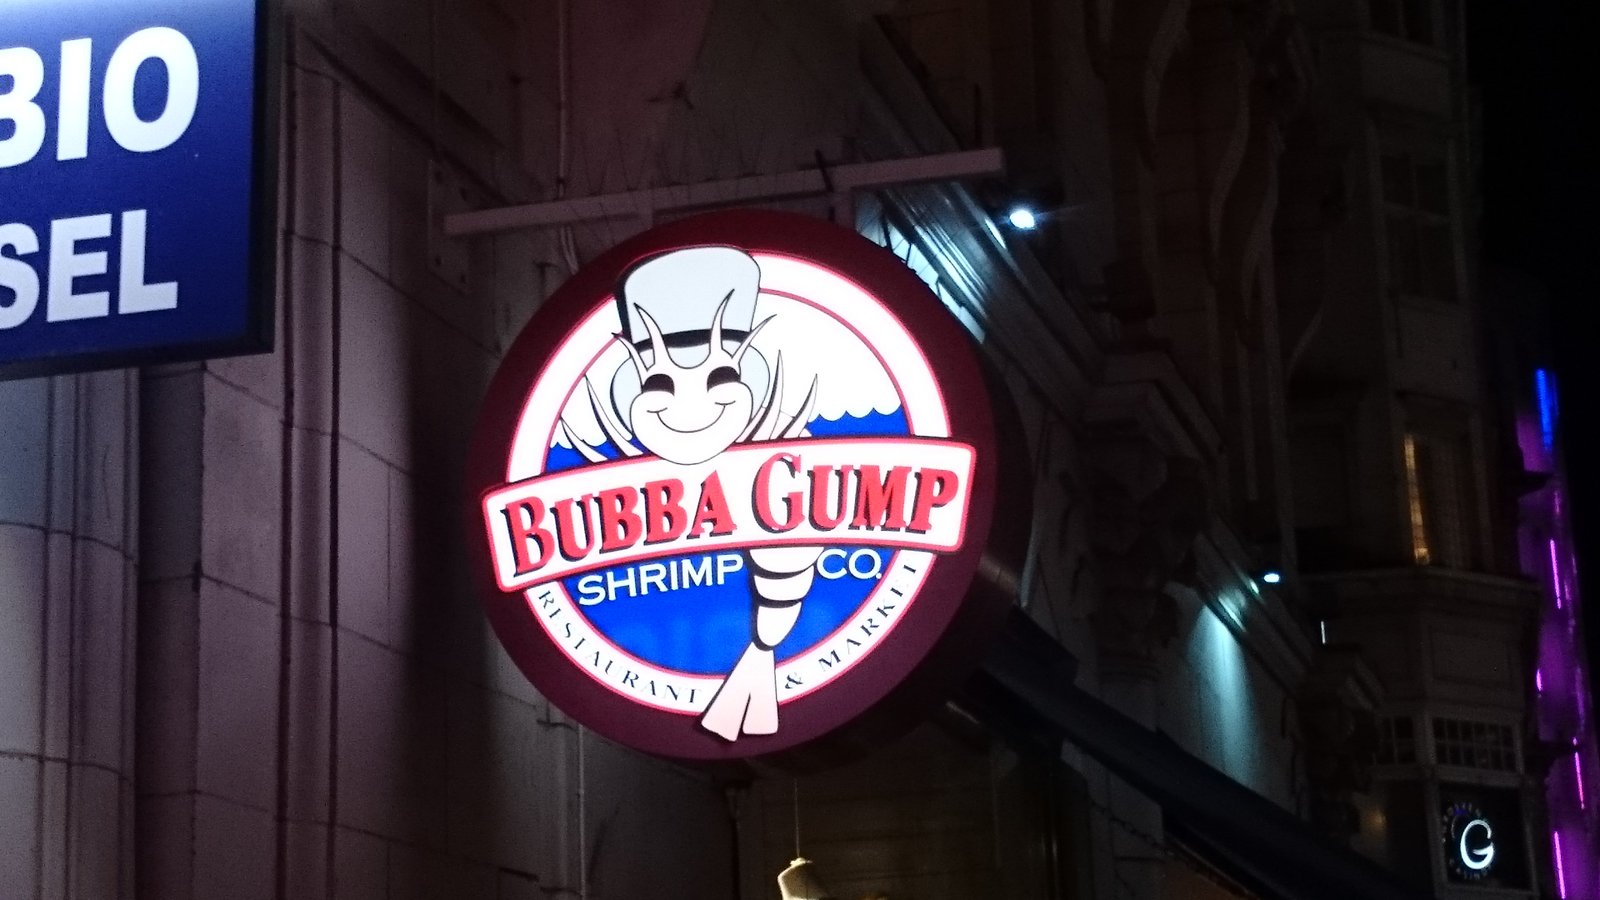 BIO
SEL
BUBBA GUMP
SHRIMP CO.
RESTAURANT & MARKET
G